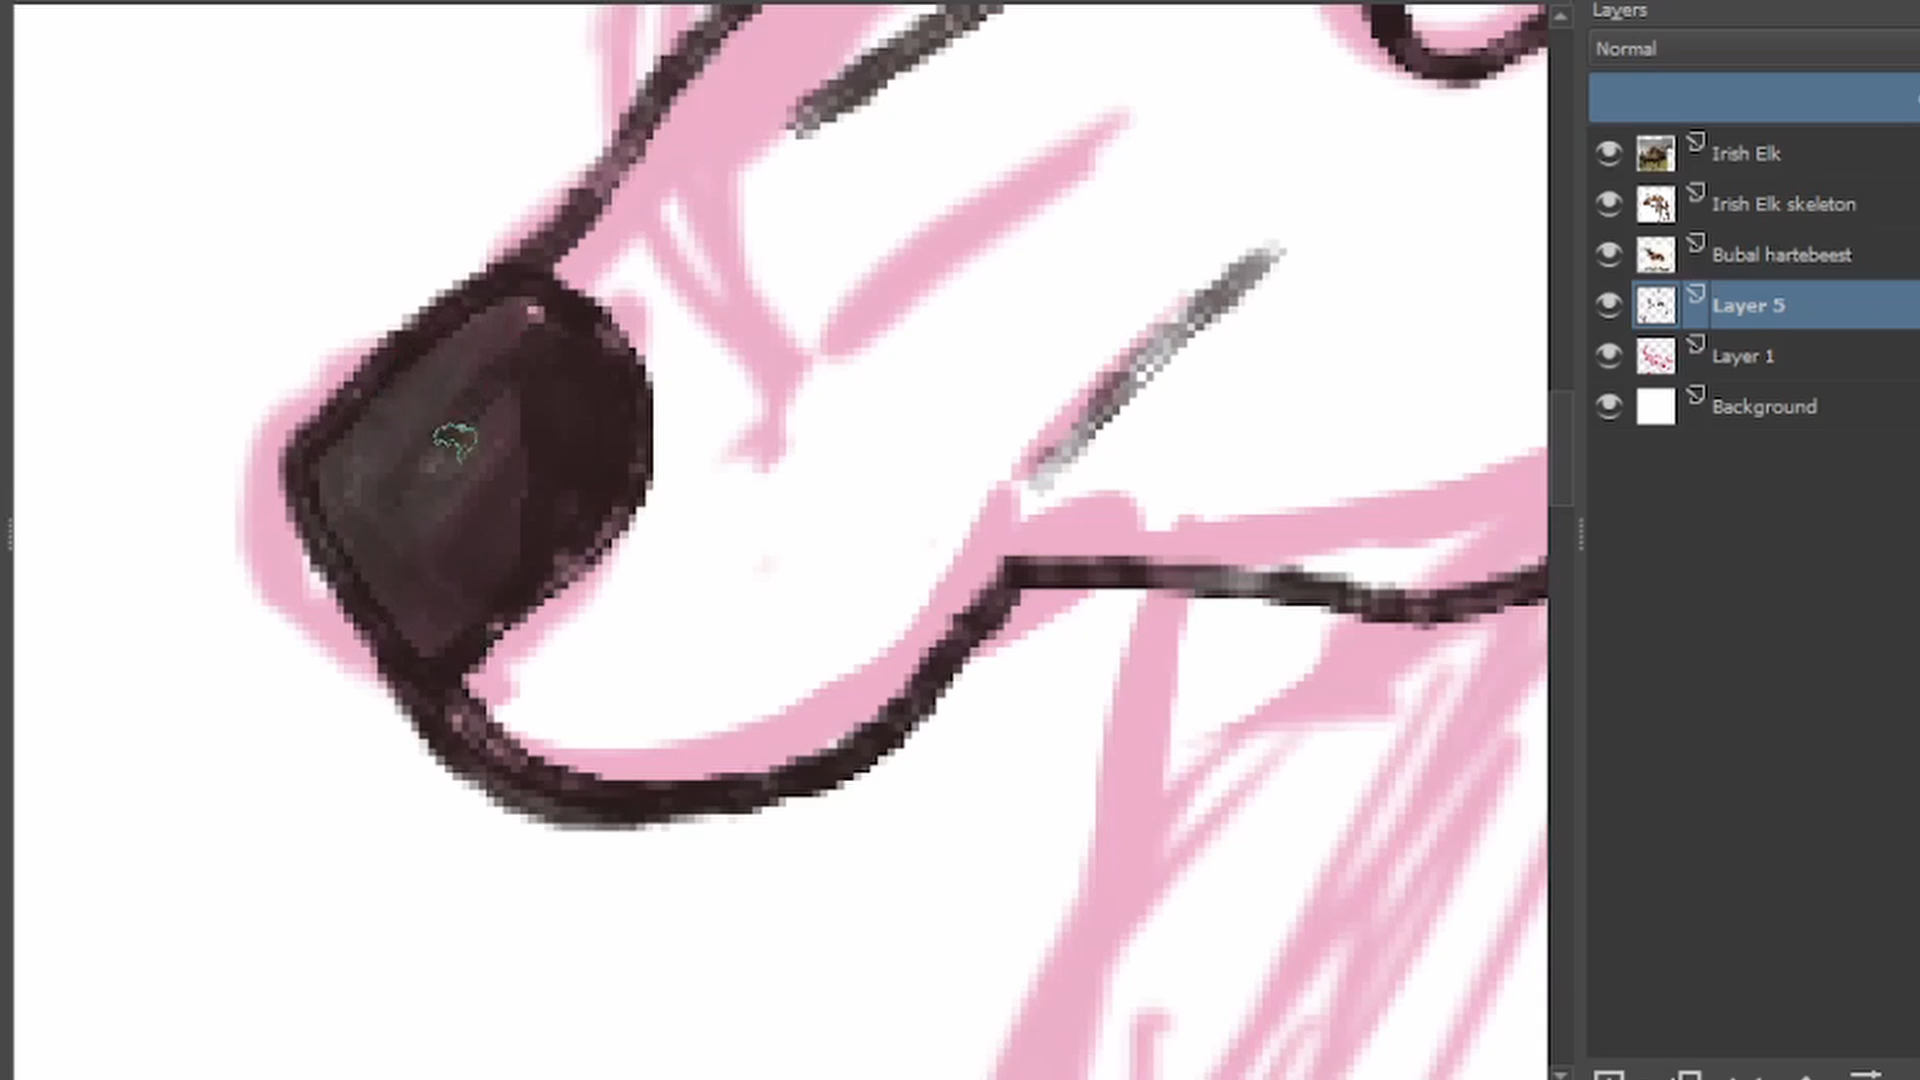 Layers
Normal
Irish Elk
Irish Elk skeleton
Bubal hartebeest
Layer 5
Layer 1
Background